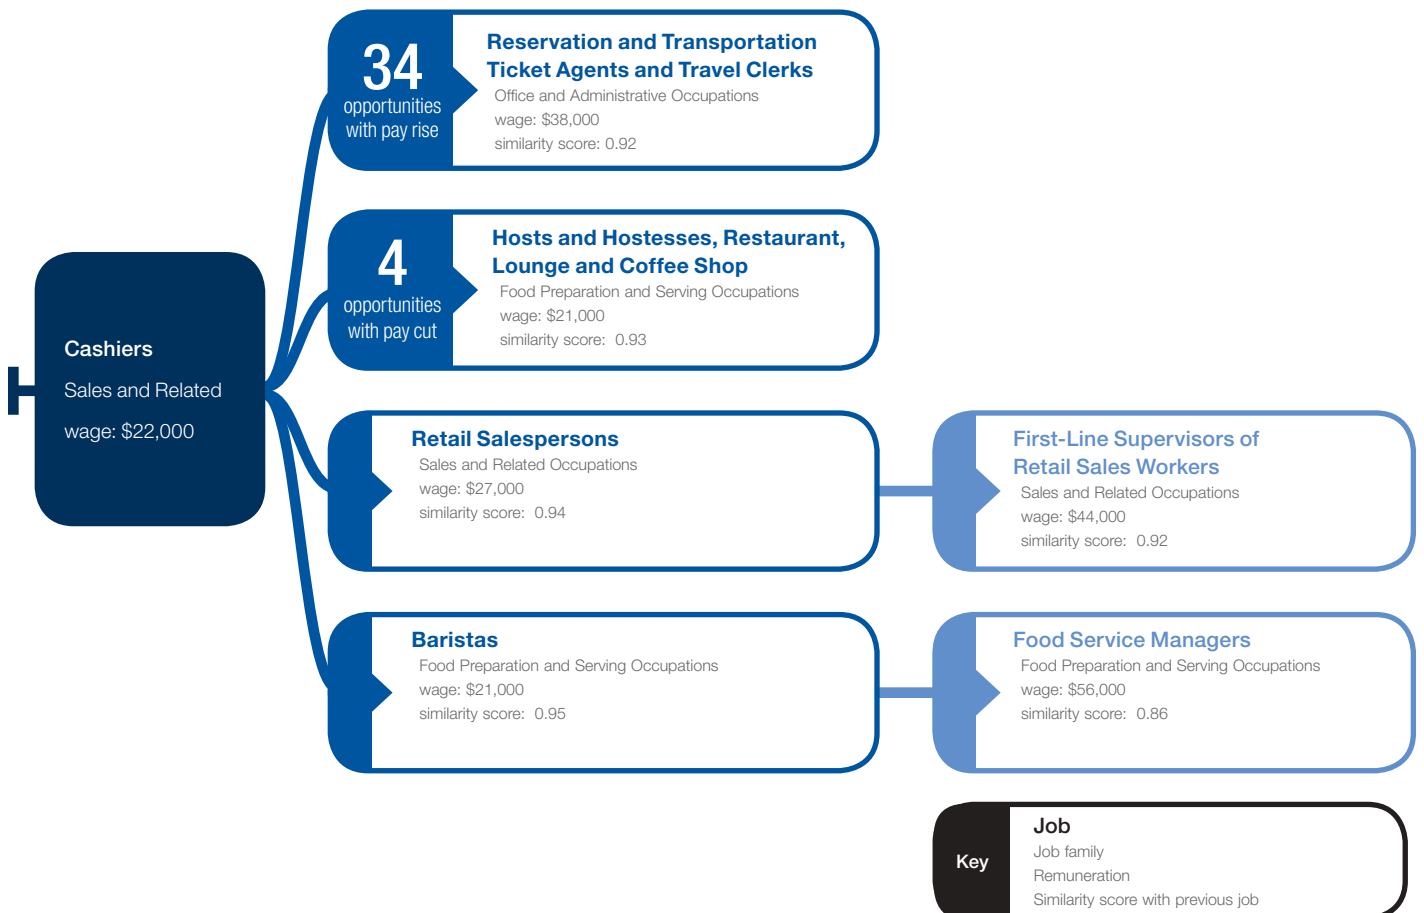 34
opportunities
with pay rise
Reservation and Transportation
Ticket Agents and Travel Clerks
Office and Administrative Occupations
wage: $38,000
similarity score: 0.92
4
opportunities
with pay cut
Hosts and Hostesses, Restaurant,
Lounge and Coffee Shop
Food Preparation and Serving Occupations
wage: $21,000
similarity score: 0.93
Cashiers
Sales and Related
wage: $22,000
Retail Salespersons
Sales and Related Occupations
wage: $27,000
similarity score: 0.94
First-Line Supervisors of
Retail Sales Workers
Sales and Related Occupations
wage: $44,000
similarity score: 0.92
Baristas
Food Preparation and Serving Occupations
wage: $21,000
similarity score: 0.95
Food Service Managers
Food Preparation and Serving Occupations
wage: $56,000
similarity score: 0.86
Key
Job
Job family
Remuneration
Similarity score with previous job